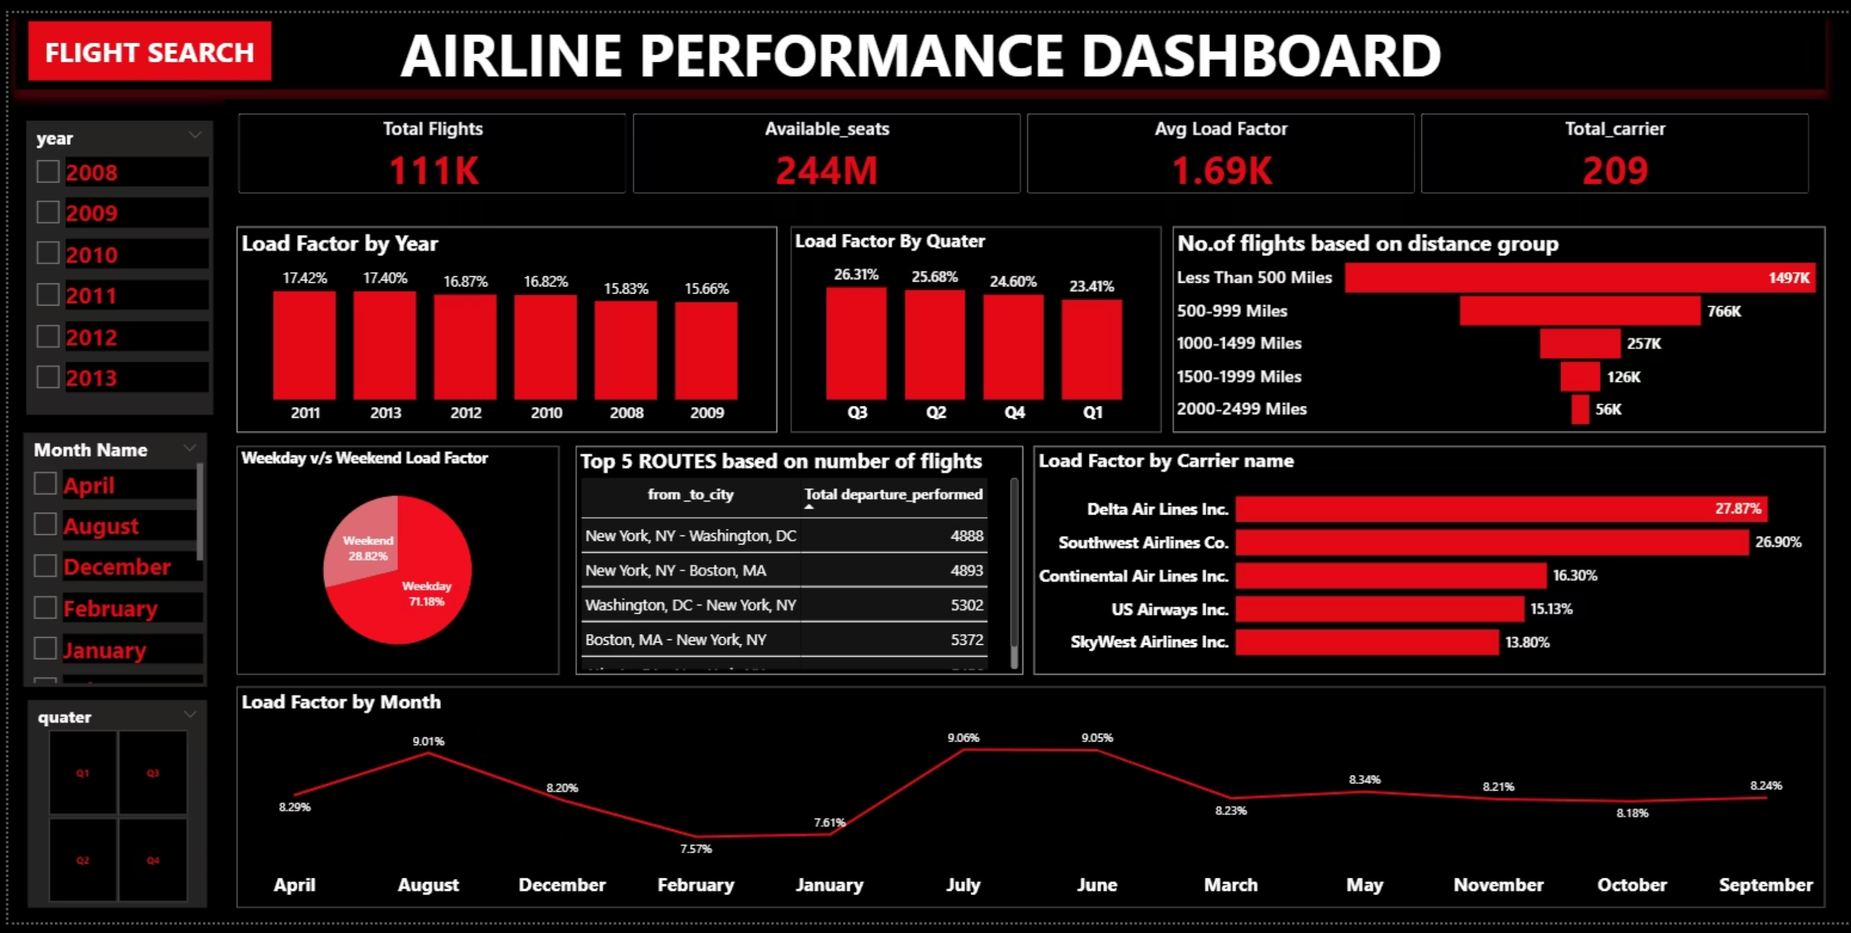 FLIGHT SEARCH
AIRLINE PERFORMANCE DASHBOARD
year
2008
2009
2010
2011
2012
2013
Month Name
April
August
December
February
January
quater
Q1
Q3
Q2
Q4
Total Flights
111K
Available_seats
244M
Avg Load Factor
1.69K
Total_carrier
209
Load Factor by Year
17.42%
17.40%
16.87%
16.82%
15.83%
15.66%
2011
2013
2012
2010
2008
2009
Load Factor By Quater
26.31%
25.68%
24.60%
23.41%
Q3
Q2
Q4
Q1
No.of flights based on distance group
Less Than 500 Miles 1497K
500-999 Miles 766K
1000-1499 Miles 257K
1500-1999 Miles 126K
2000-2499 Miles 56K
Weekday v/s Weekend Load Factor
Weekend
28.82%
Weekday
71.18%
Top 5 ROUTES based on number of flights
from _to_city Total departure_performed
New York, NY - Washington, DC 4888
New York, NY - Boston, MA 4893
Washington, DC - New York, NY 5302
Boston, MA - New York, NY 5372
Load Factor by Carrier name
Delta Air Lines Inc. 27.87%
Southwest Airlines Co. 26.90%
Continental Air Lines Inc. 16.30%
US Airways Inc. 15.13%
SkyWest Airlines Inc. 13.80%
Load Factor by Month
8.29%
9.01%
8.20%
7.57%
7.61%
9.06%
9.05%
8.23%
8.34%
8.21%
8.18%
8.24%
April
August
December
February
January
July
June
March
May
November
October
September